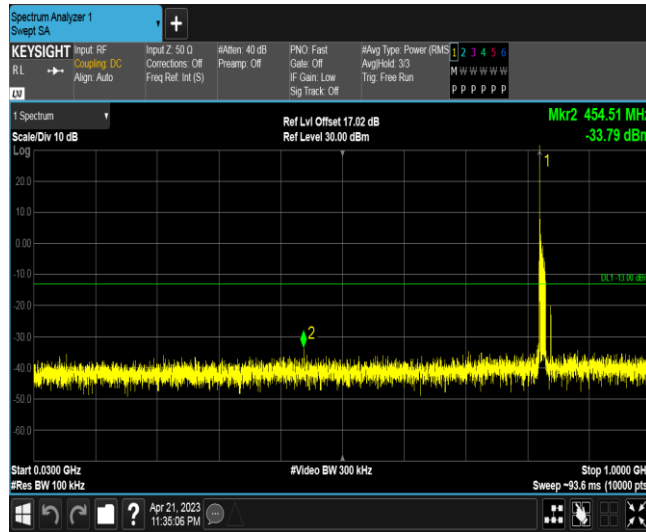 Spectrum Analyzer 1
Swept SA
+
KEYSIGHT Input: RF Input Z: 50 Ω #Atten: 40 dB PNO: Fast #Avg Type: Power (RMS 1 2 3 4 5 6
RL Coupling: DC Corrections: Off Preamp: Off Gate: Off Avg|Hold: 3/3 M W W W W W
Align: Auto Freq Ref: Int (S) IF Gain: Low Trig: Free Run
LXI Sig Track: Off P P P P P P
1 Spectrum Ref Lvl Offset 17.02 dB Mkr2 454.51 MHz
Scale/Div 10 dB Ref Level 30.00 dBm -33.79 dBm
Log
1
20.0
10.0
0.00
-10.0
DL1 -13.00 dBm
-20.0
-30.0
2
-40.0
-50.0
-60.0
Start 0.0300 GHz #Video BW 300 kHz Stop 1.0000 GH
#Res BW 100 kHz Sweep ~93.6 ms (10000 pts
? Apr 21, 2023
11:35:06 PM